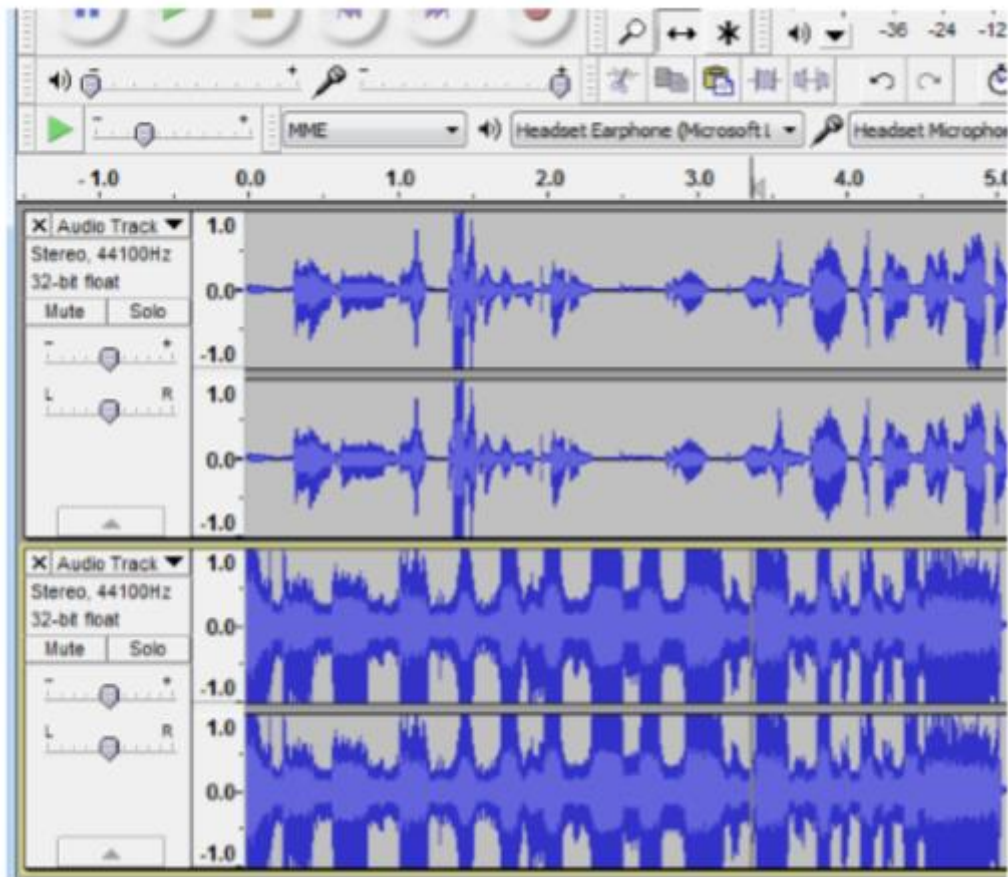 -36 -24 -12
MME Headset Earphone (Microsoft L Headset Micropho
- 1.0 0.0 1.0 2.0 3.0 4.0 5.0
X Audio Track
Stereo, 44100Hz
32-bit float
Mute Solo
- +
L R
1.0
0.0
-1.0
1.0
0.0
-1.0
X Audio Track
Stereo, 44100Hz
32-bit float
Mute Solo
- +
L R
1.0
0.0
-1.0
1.0
0.0
-1.0